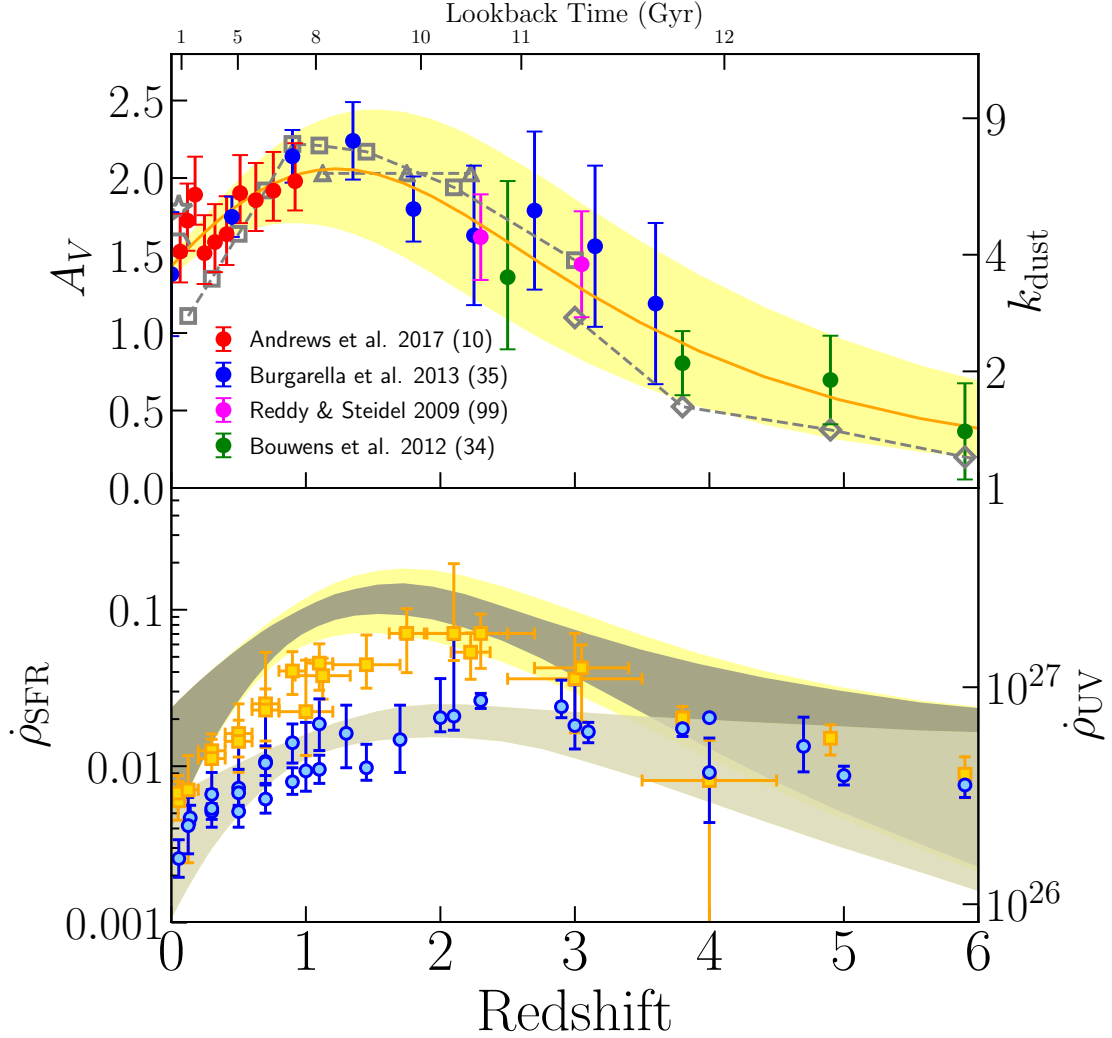 Lookback Time (Gyr)
1 5 8 10 11 12
2.5
2.0
1.5
1.0
0.5
0.0
A_V
9
4
2
1
k_dust
Andrews et al. 2017 (10)
Burgarella et al. 2013 (35)
Reddy & Steidel 2009 (99)
Bouwens et al. 2012 (34)
0.1
0.01
0.001
ρ̇_SFR
10^27
10^26
ρ̇_UV
0 1 2 3 4 5 6
Redshift